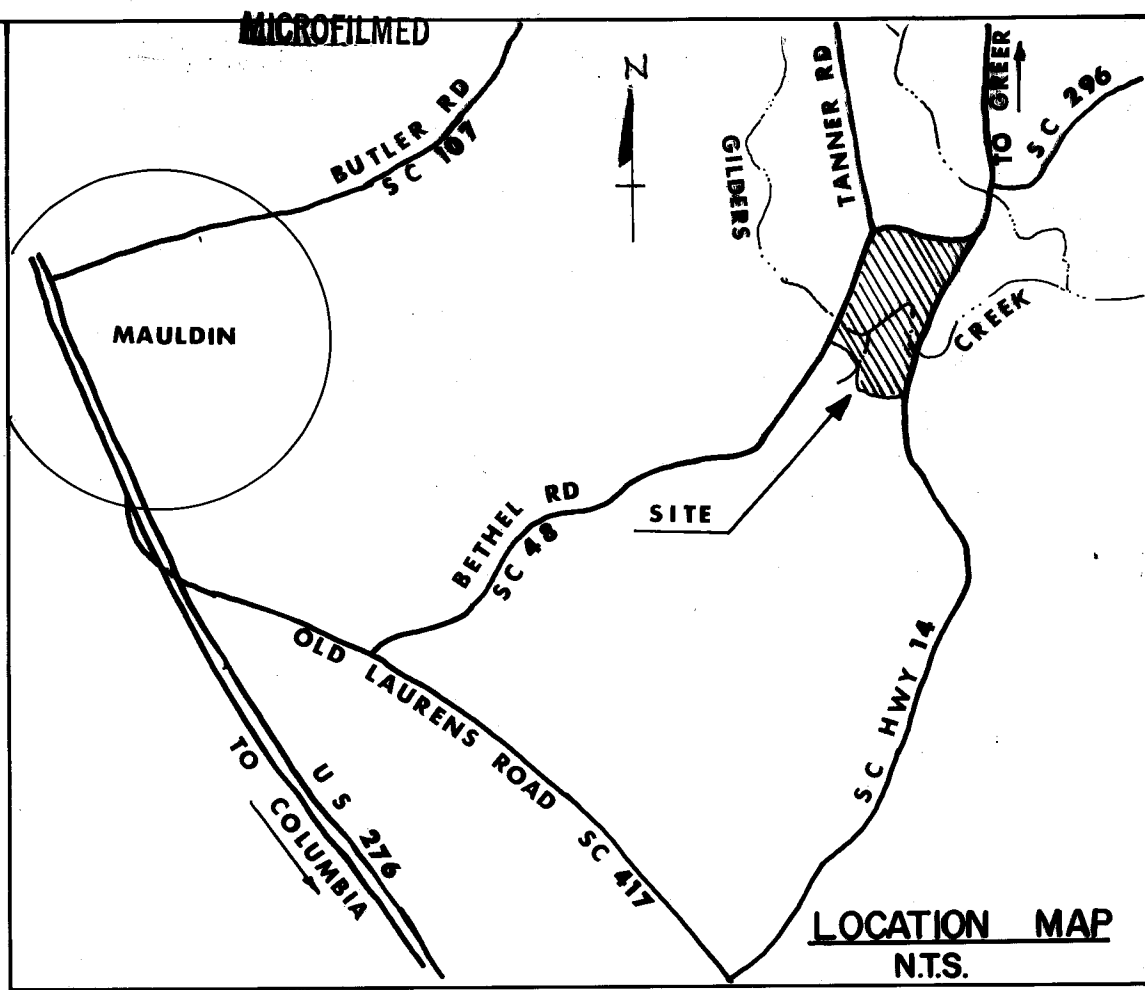 MICROFILMED
BUTLER RD
SC 107
N
GILDERS
TANNER RD
TO GREER
SC 296
MAULDIN
CREEK
SITE
BETHEL RD
SC 48
OLD LAURENS ROAD SC 417
SC HWY 14
US 276
TO COLUMBIA
LOCATION MAP
N.T.S.